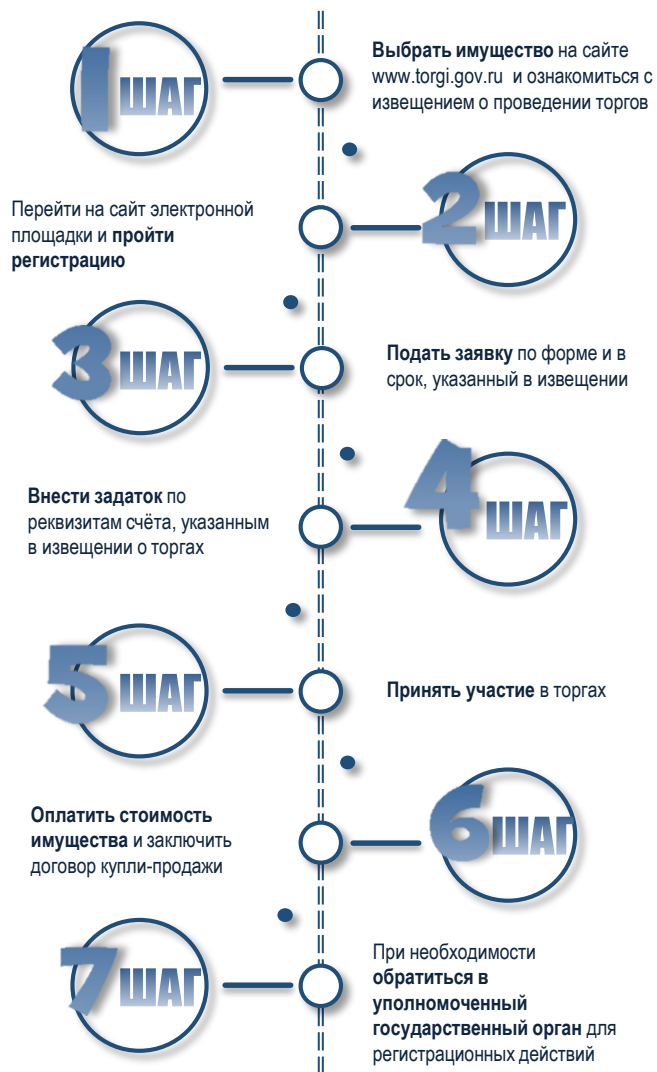 1 ШАГ
Выбрать имущество на сайте
www.torgi.gov.ru и ознакомиться с
извещением о проведении торгов
2 ШАГ
Перейти на сайт электронной
площадки и пройти
регистрацию
3 ШАГ
Подать заявку по форме и в
срок, указанный в извещении
4 ШАГ
Внести задаток по
реквизитам счёта, указанным
в извещении о торгах
5 ШАГ
Принять участие в торгах
6 ШАГ
Оплатить стоимость
имущества и заключить
договор купли-продажи
7 ШАГ
При необходимости
обратиться в
уполномоченный
государственный орган для
регистрационных действий